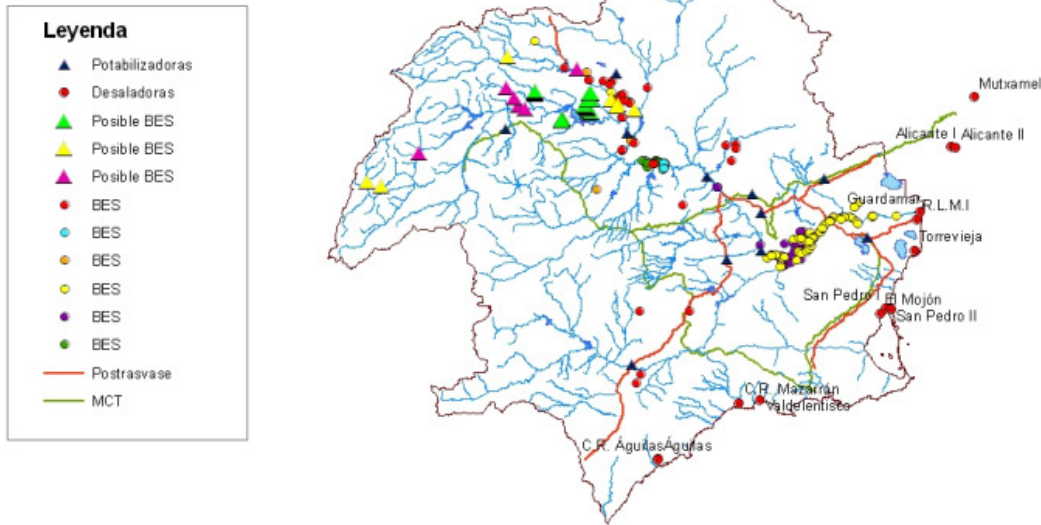 Leyenda
Potabilizadoras
Desaladoras
Posible BES
Posible BES
Posible BES
BES
BES
BES
BES
BES
BES
Postrasvase
MCT
Mutxamel
Alicante I
Alicante II
Guardamar
R.L.M.I
Torrevieja
San Pedro I
El Mojón
San Pedro II
C.R. Mazarrán
Valdelentisco
C.R. Águilas
Águilas